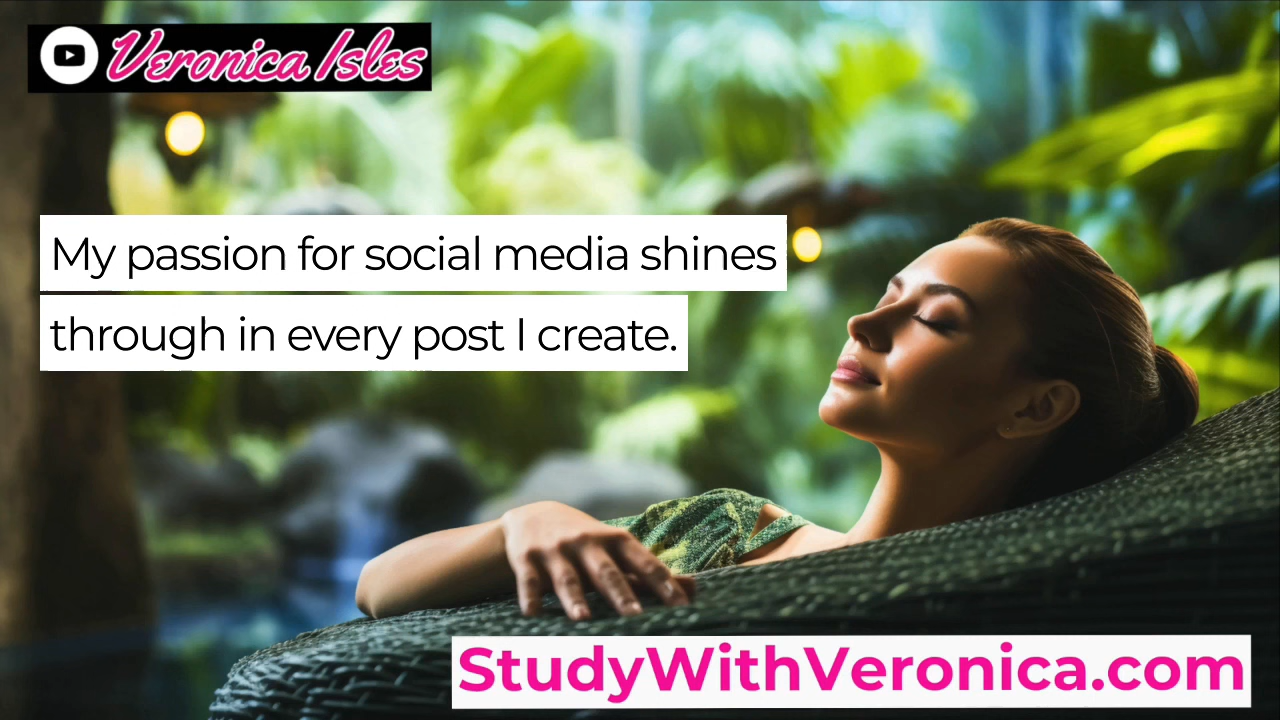 Veronica Isles
My passion for social media shines
through in every post I create.
StudyWithVeronica.com